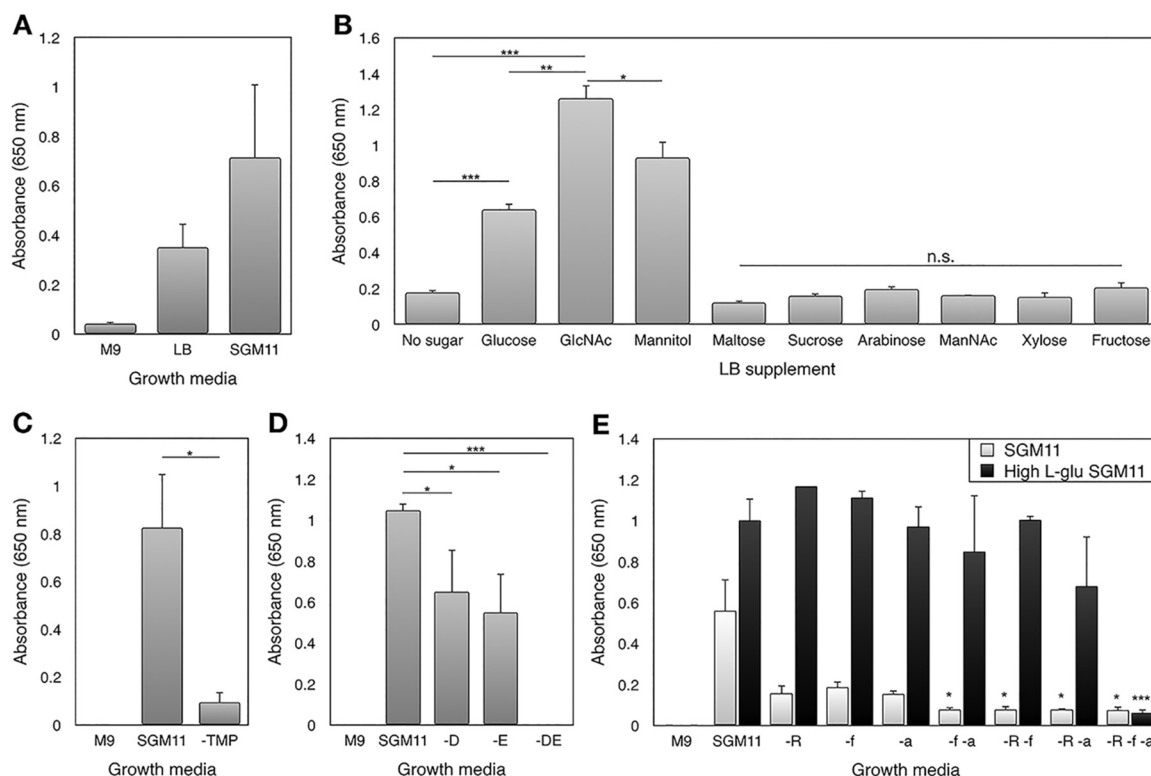 A
Absorbance (650 nm)
1.2
1
0.8
0.6
0.4
0.2
0
M9 LB SGM11
Growth media
B
Absorbance (650 nm)
1.6
1.4
1.2
1
0.8
0.6
0.4
0.2
0
***
**
*
***
n.s.
No sugar Glucose GlcNAc Mannitol Maltose Sucrose Arabinose ManNAc Xylose Fructose
LB supplement
C
Absorbance (650 nm)
1.2
1
0.8
0.6
0.4
0.2
0
*
M9 SGM11 -TMP
Growth media
D
Absorbance (650 nm)
1.4
1.2
1
0.8
0.6
0.4
0.2
0
***
*
*
M9 SGM11 -D -E -DE
Growth media
E
Absorbance (650 nm)
1.4
1.2
1
0.8
0.6
0.4
0.2
0
SGM11
High L-glu SGM11
* * * * ***
M9 SGM11 -R -f -a -f -a -R -f -R -a -R -f -a
Growth media